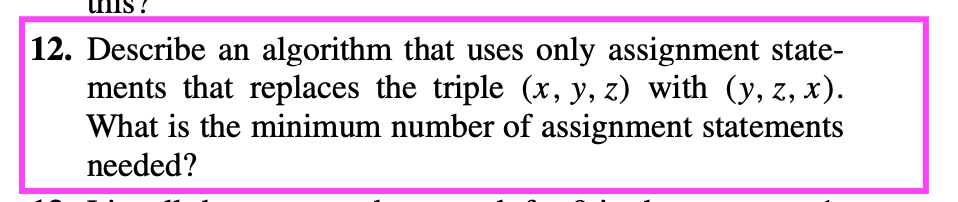 this?
12. Describe an algorithm that uses only assignment state-
ments that replaces the triple (x, y, z) with (y, z, x).
What is the minimum number of assignment statements
needed?